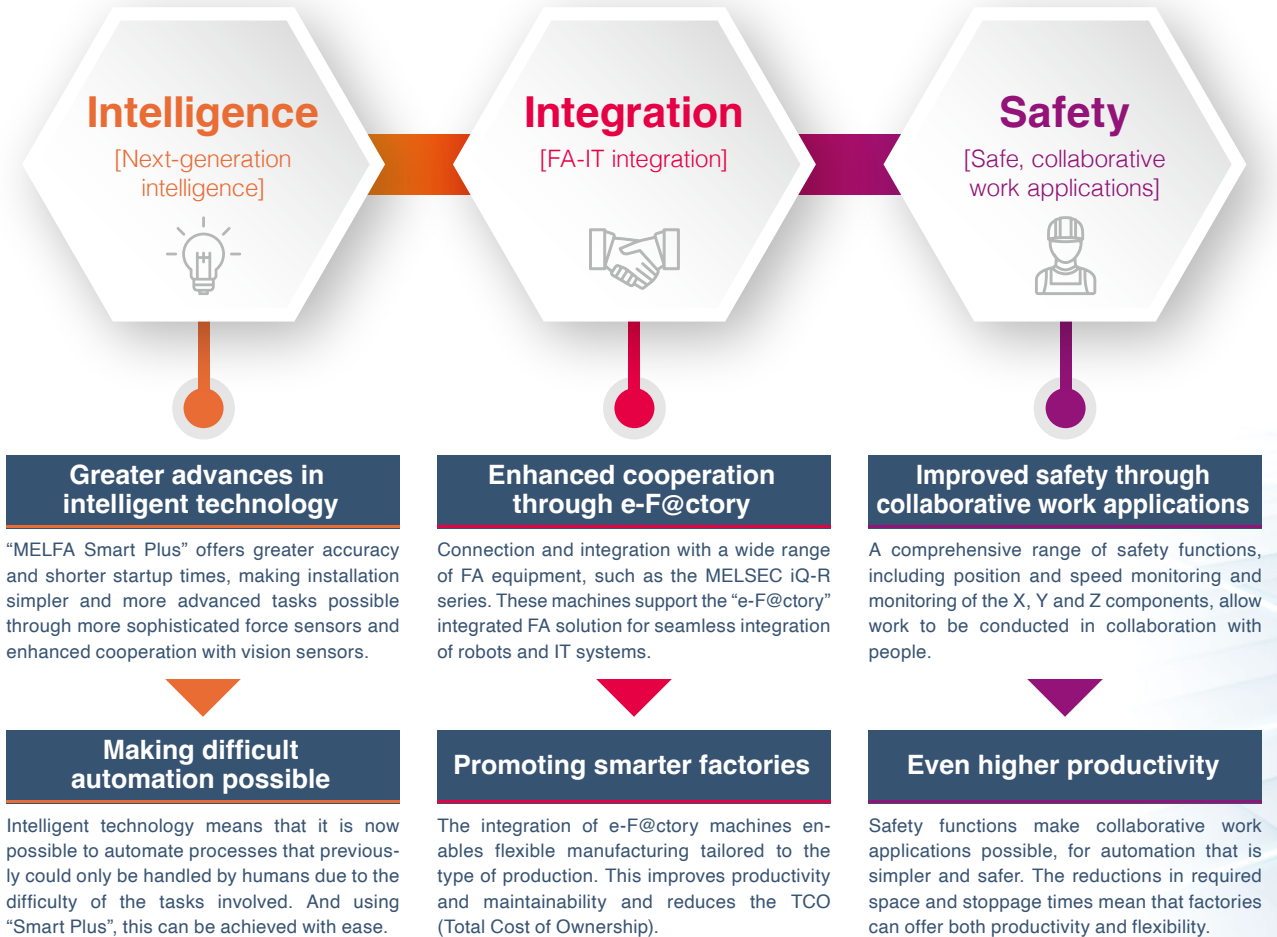 Intelligence
[Next-generation
intelligence]
Integration
[FA-IT integration]
Safety
[Safe, collaborative
work applications]
Greater advances in
intelligent technology
“MELFA Smart Plus” offers greater accuracy
and shorter startup times, making installation
simpler and more advanced tasks possible
through more sophisticated force sensors and
enhanced cooperation with vision sensors.
Making difficult
automation possible
Intelligent technology means that it is now
possible to automate processes that previous-
ly could only be handled by humans due to the
difficulty of the tasks involved. And using
“Smart Plus”, this can be achieved with ease.
Enhanced cooperation
through e-F@ctory
Connection and integration with a wide range
of FA equipment, such as the MELSEC iQ-R
series. These machines support the “e-F@ctory”
integrated FA solution for seamless integration
of robots and IT systems.
Promoting smarter factories
The integration of e-F@ctory machines en-
ables flexible manufacturing tailored to the
type of production. This improves productivity
and maintainability and reduces the TCO
(Total Cost of Ownership).
Improved safety through
collaborative work applications
A comprehensive range of safety functions,
including position and speed monitoring and
monitoring of the X, Y and Z components, allow
work to be conducted in collaboration with
people.
Even higher productivity
Safety functions make collaborative work
applications possible, for automation that is
simpler and safer. The reductions in required
space and stoppage times mean that factories
can offer both productivity and flexibility.